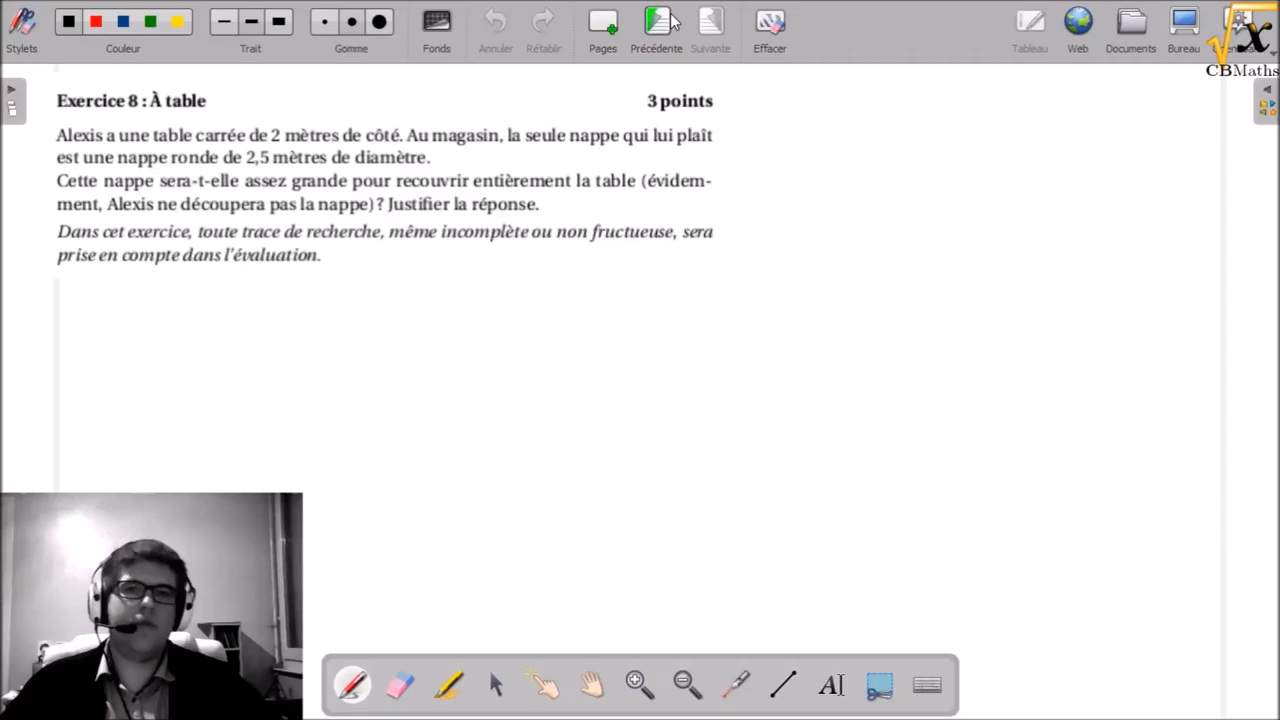 Stylets
Couleur
Trait
Gomme
Fonds
Annuler
Rétablir
Pages
Précédente
Suivante
Effacer
Tableau
Web
Documents
Bureau
√x
CBMaths
Exercice 8 : À table 3 points
Alexis a une table carrée de 2 mètres de côté. Au magasin, la seule nappe qui lui plaît
est une nappe ronde de 2,5 mètres de diamètre.
Cette nappe sera-t-elle assez grande pour recouvrir entièrement la table (évidem-
ment, Alexis ne découpera pas la nappe) ? Justifier la réponse.
Dans cet exercice, toute trace de recherche, même incomplète ou non fructueuse, sera
prise en compte dans l'évaluation.
AI